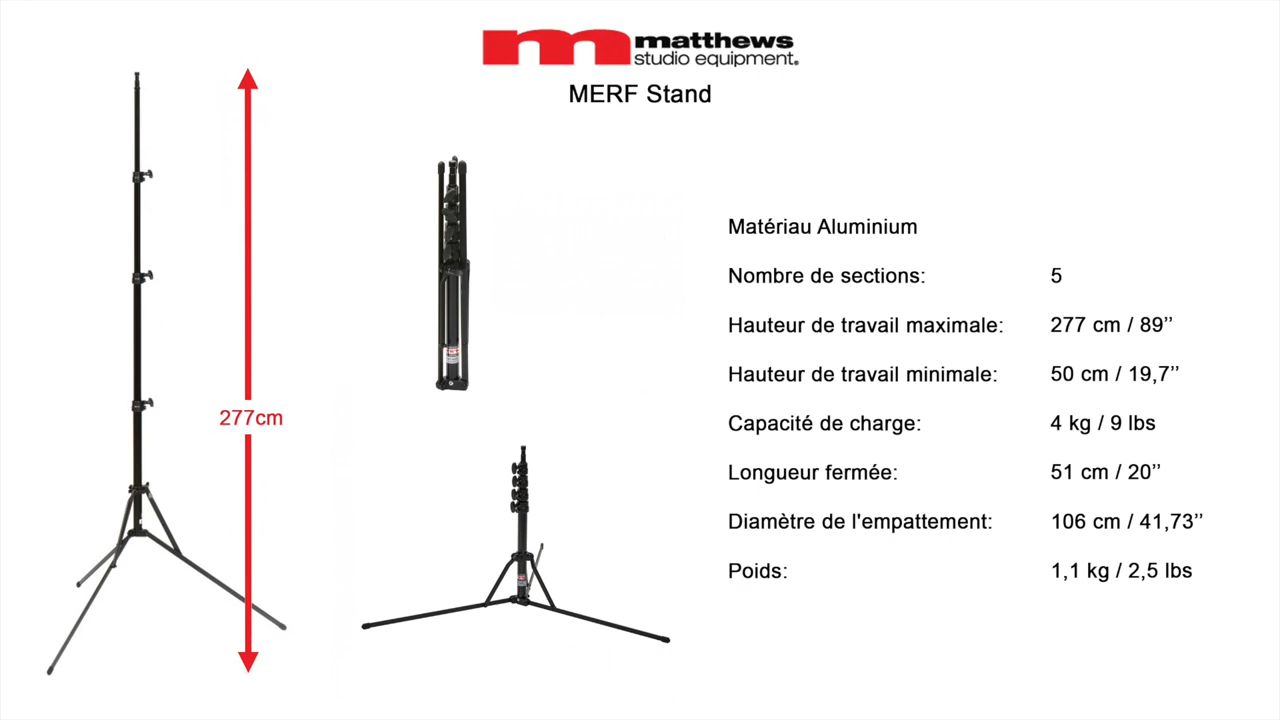 matthews
studio equipment.
MERF Stand
277cm
Matériau Aluminium
Nombre de sections: 5
Hauteur de travail maximale: 277 cm / 89’’
Hauteur de travail minimale: 50 cm / 19,7’’
Capacité de charge: 4 kg / 9 lbs
Longueur fermée: 51 cm / 20’’
Diamètre de l'empattement: 106 cm / 41,73’’
Poids: 1,1 kg / 2,5 lbs